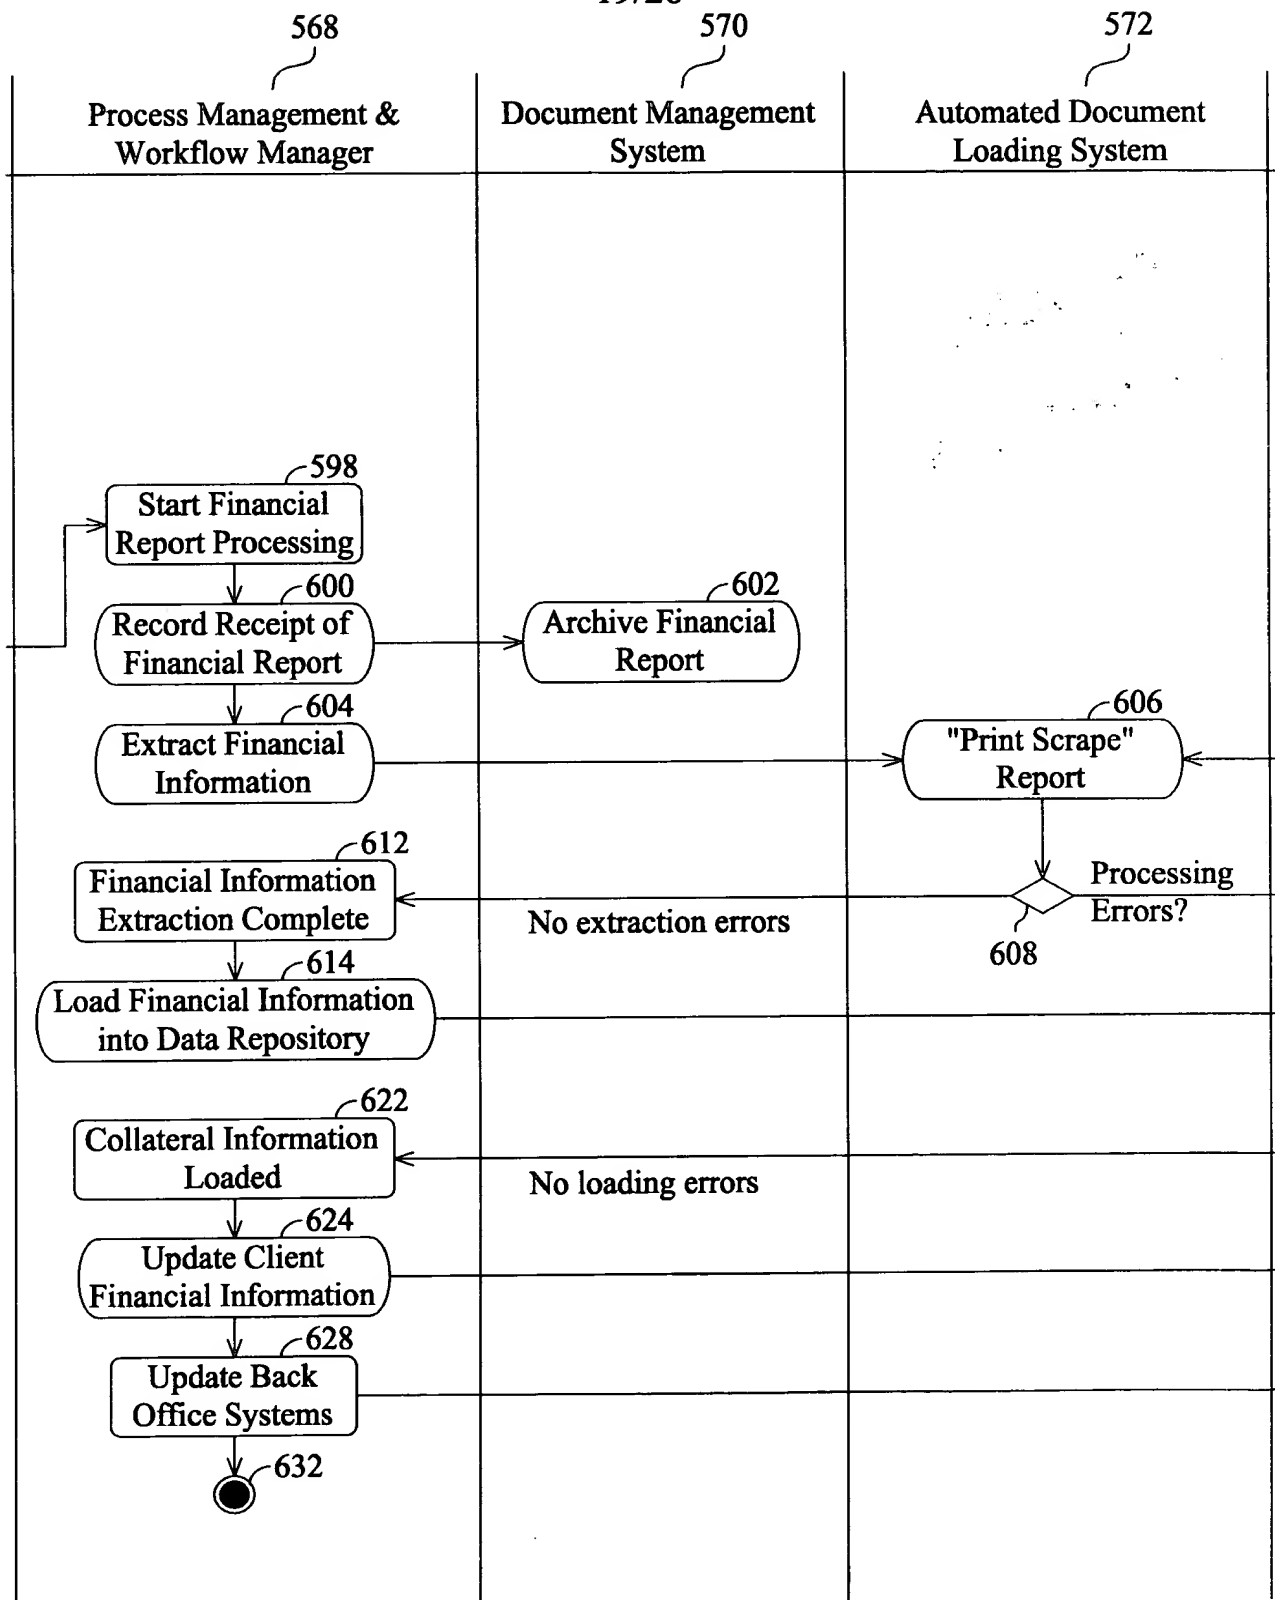 568
570
572
Process Management &
Workflow Manager
Document Management
System
Automated Document
Loading System
598
Start Financial
Report Processing
600
Record Receipt of
Financial Report
602
Archive Financial
Report
604
Extract Financial
Information
606
"Print Scrape"
Report
612
Financial Information
Extraction Complete
No extraction errors
Processing
Errors?
608
614
Load Financial Information
into Data Repository
622
Collateral Information
Loaded
No loading errors
624
Update Client
Financial Information
628
Update Back
Office Systems
632